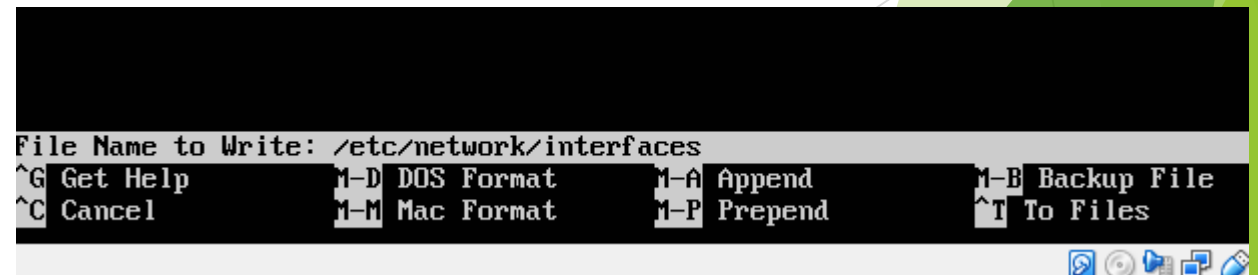 File Name to Write: /etc/network/interfaces
^G Get Help M-D DOS Format M-A Append M-B Backup File
^C Cancel M-M Mac Format M-P Prepend ^T To Files